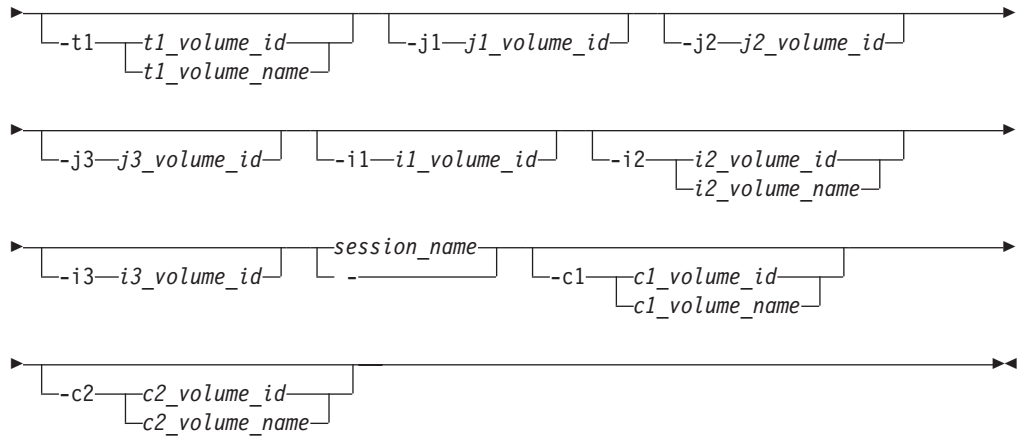 -t1 t1_volume_id -j1 j1_volume_id -j2 j2_volume_id
t1_volume_name
-j3 j3_volume_id -i1 i1_volume_id -i2 i2_volume_id
i2_volume_name
session_name
-i3 i3_volume_id - -c1 c1_volume_id
c1_volume_name
-c2 c2_volume_id
c2_volume_name